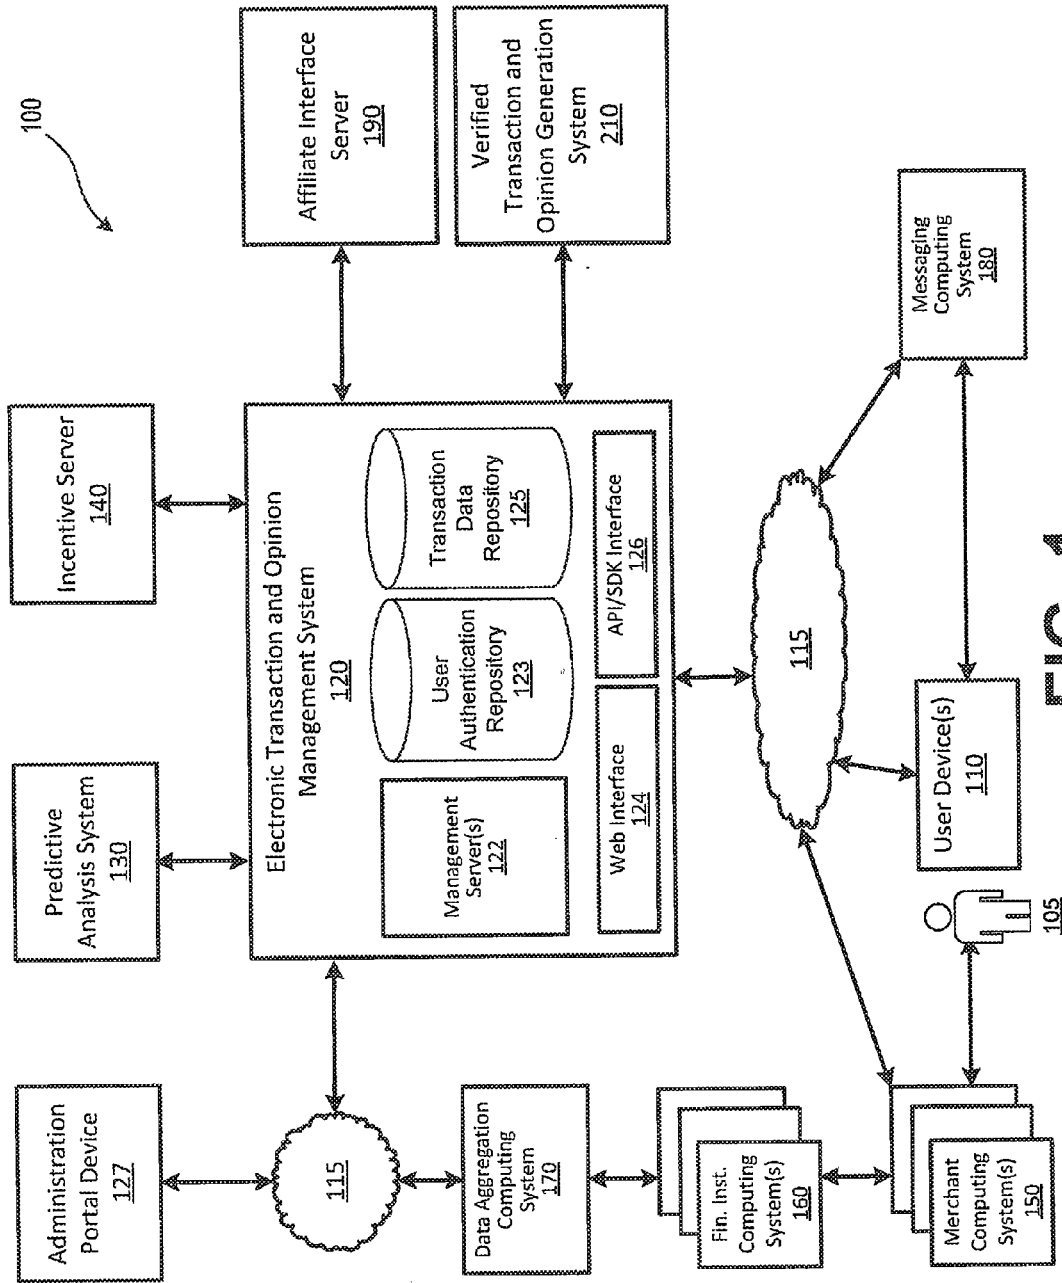 100
Administration
Portal Device
127
Predictive
Analysis System
130
Incentive Server
140
115
Electronic Transaction and Opinion
Management System
120
Management
Server(s)
122
User
Authentication
Repository
123
Transaction
Data
Repository
125
Web Interface
124
API/SDK Interface
126
Affiliate Interface
Server
190
Verified
Transaction and
Opinion Generation
System
210
Data Aggregation
Computing
System
170
Fin. Inst.
Computing
System(s)
160
Merchant
Computing
System(s)
150
115
105
User Device(s)
110
Messaging
Computing
System
180
FIG. 1